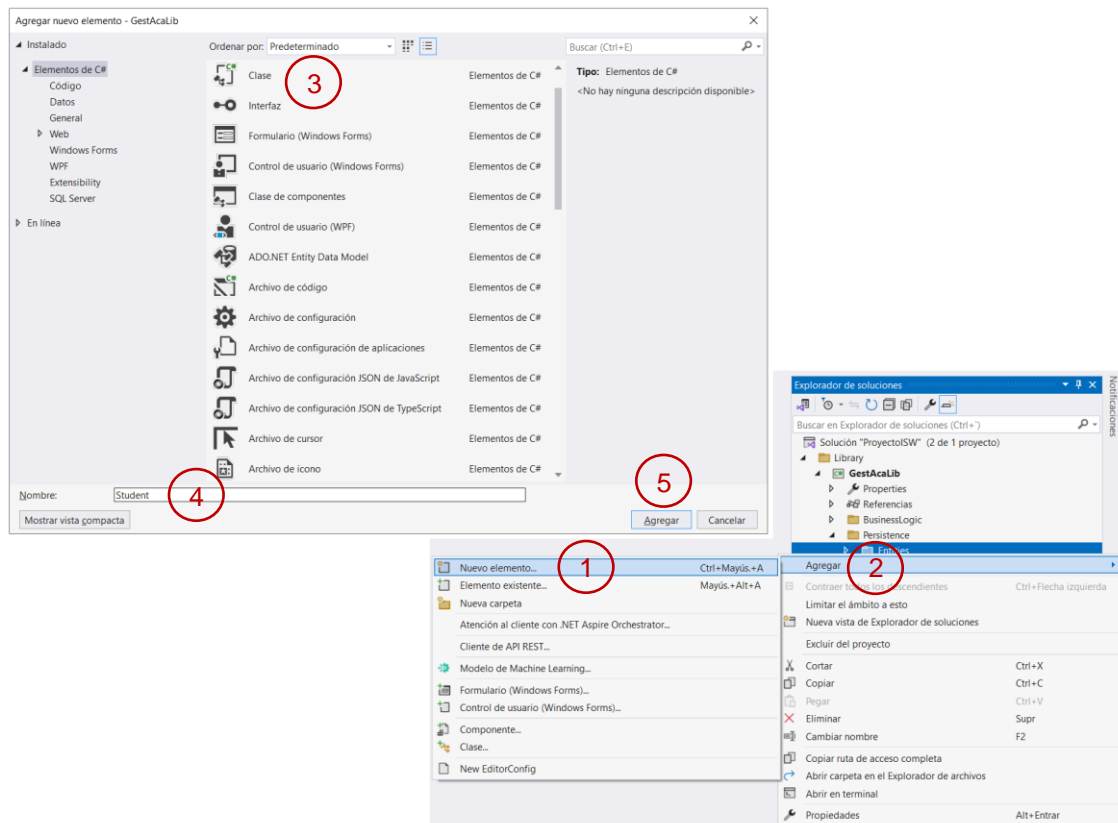 Agregar nuevo elemento - GestAcaLib
Instalado
Elementos de C#
Código
Datos
General
Web
Windows Forms
WPF
Extensibility
SQL Server
En línea
Ordenar por: Predeterminado
Buscar (Ctrl+E)
Clase Elementos de C#
3
Interfaz Elementos de C#
Formulario (Windows Forms) Elementos de C#
Control de usuario (Windows Forms) Elementos de C#
Clase de componentes Elementos de C#
Control de usuario (WPF) Elementos de C#
ADO.NET Entity Data Model Elementos de C#
Archivo de código Elementos de C#
Archivo de configuración Elementos de C#
Archivo de configuración de aplicaciones Elementos de C#
Archivo de configuración JSON de JavaScript Elementos de C#
Archivo de configuración JSON de TypeScript Elementos de C#
Archivo de cursor Elementos de C#
Archivo de icono Elementos de C#
Tipo: Elementos de C#
<No hay ninguna descripción disponible>
Nombre: Student
4
5
Mostrar vista compacta
Agregar Cancelar
Explorador de soluciones
Notificaciones
Buscar en Explorador de soluciones (Ctrl+¨)
Solución "ProyectoISW" (2 de 1 proyecto)
Library
C# GestAcaLib
Properties
Referencias
BusinessLogic
Persistence
Entities
1
Nuevo elemento... Ctrl+Mayús.+A
Elemento existente... Mayús.+Alt+A
Nueva carpeta
Atención al cliente con .NET Aspire Orchestrator...
Cliente de API REST...
Modelo de Machine Learning...
Formulario (Windows Forms)...
Control de usuario (Windows Forms)...
Componente...
Clase...
New EditorConfig
Agregar
2
Contraer todos los descendientes Ctrl+Flecha izquierda
Limitar el ámbito a esto
Nueva vista de Explorador de soluciones
Excluir del proyecto
Cortar Ctrl+X
Copiar Ctrl+C
Pegar Ctrl+V
Eliminar Supr
Cambiar nombre F2
Copiar ruta de acceso completa
Abrir carpeta en el Explorador de archivos
Abrir en terminal
Propiedades Alt+Entrar